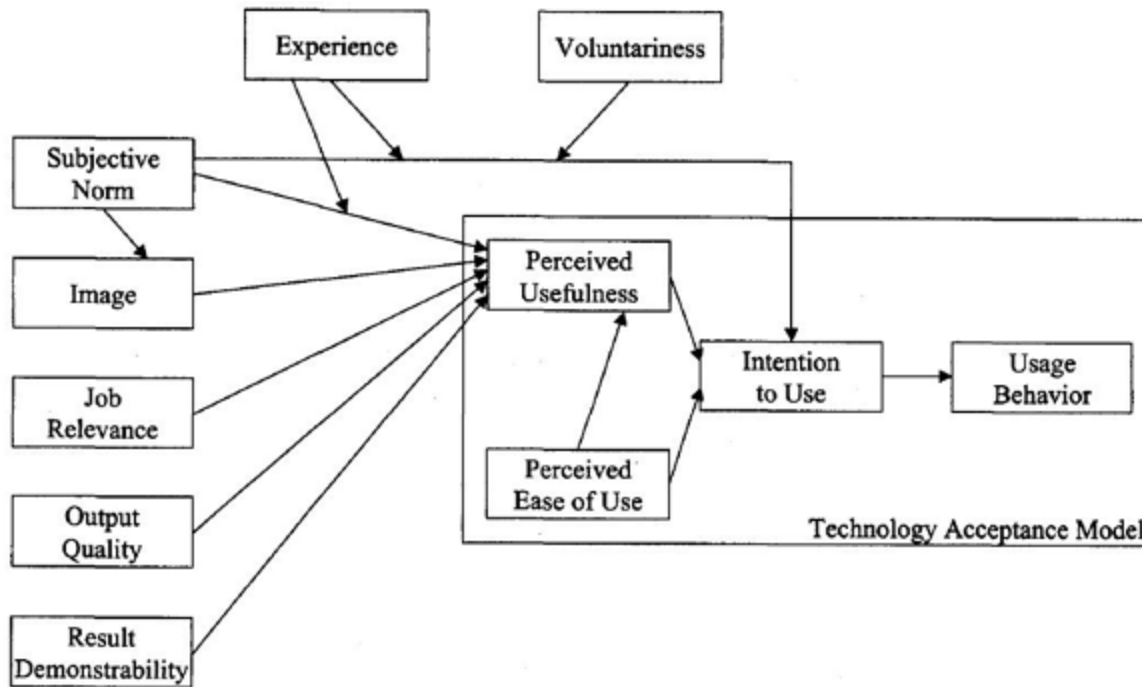 Experience
Voluntariness
Subjective
Norm
Image
Job
Relevance
Output
Quality
Result
Demonstrability
Perceived
Usefulness
Perceived
Ease of Use
Intention
to Use
Usage
Behavior
Technology Acceptance Model